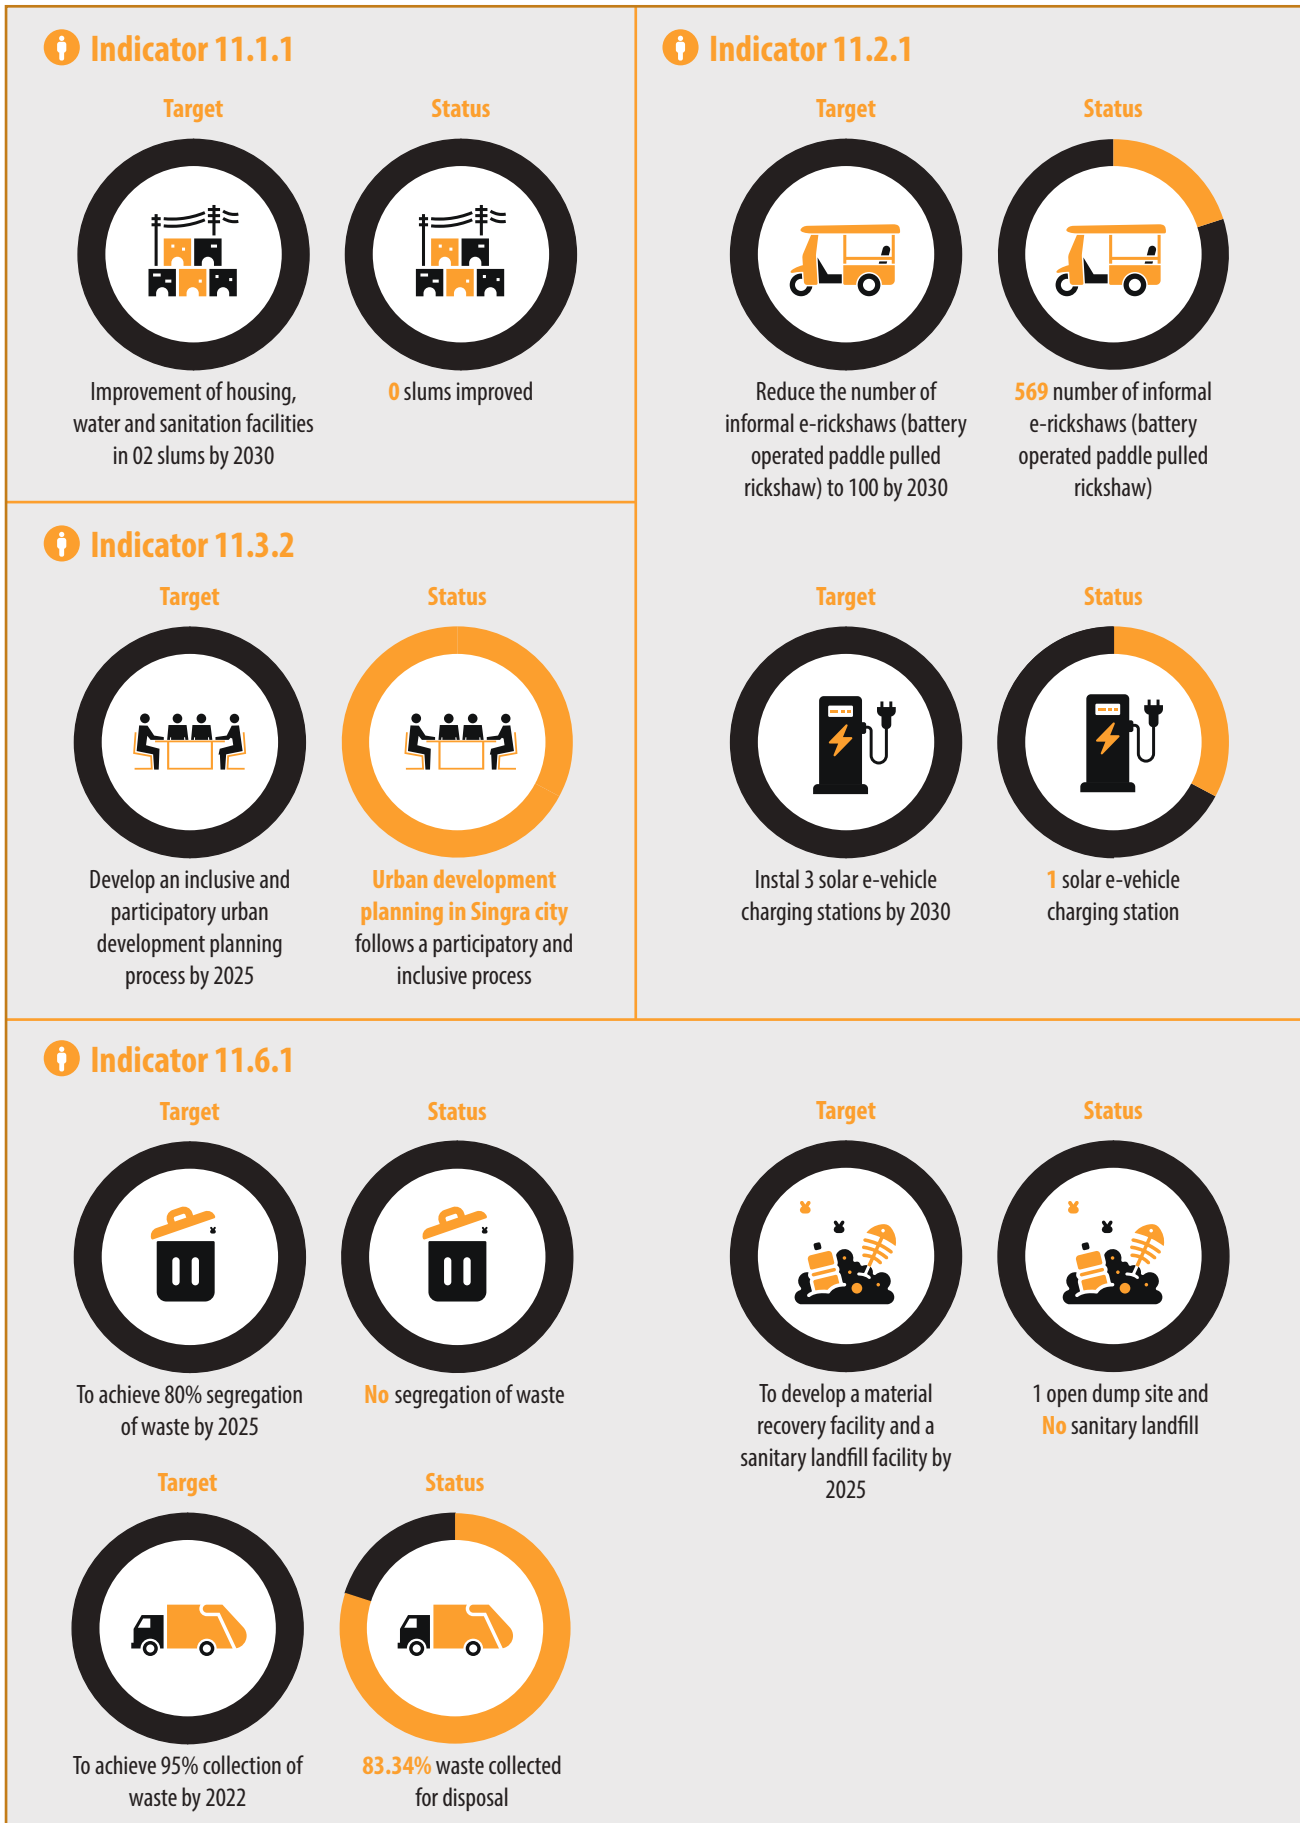 Indicator 11.1.1
Target
Status
Improvement of housing,
water and sanitation facilities
in 02 slums by 2030
0 slums improved
Indicator 11.2.1
Target
Status
Reduce the number of
informal e-rickshaws (battery
operated paddle pulled
rickshaw) to 100 by 2030
569 number of informal
e-rickshaws (battery
operated paddle pulled
rickshaw)
Target
Status
Instal 3 solar e-vehicle
charging stations by 2030
1 solar e-vehicle
charging station
Indicator 11.3.2
Target
Status
Develop an inclusive and
participatory urban
development planning
process by 2025
Urban development
planning in Singra city
follows a participatory and
inclusive process
Indicator 11.6.1
Target
Status
To achieve 80% segregation
of waste by 2025
No segregation of waste
Target
Status
To develop a material
recovery facility and a
sanitary landfill facility by
2025
1 open dump site and
No sanitary landfill
Target
Status
To achieve 95% collection of
waste by 2022
83.34% waste collected
for disposal